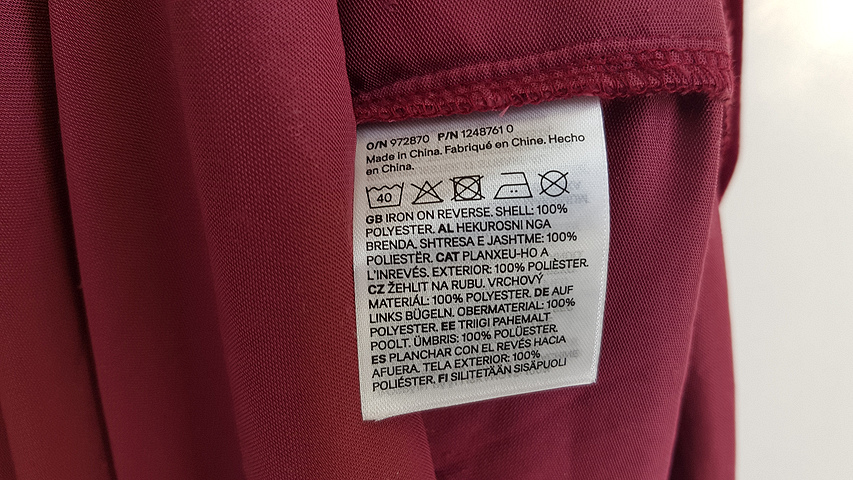 O/N 972870 P/N 1248761 0
Made in China. Fabriqué en Chine. Hecho
en China.
40
GB IRON ON REVERSE. SHELL: 100%
POLYESTER. AL HEKUROSNI NGA
BRENDA. SHTRESA E JASHTME: 100%
POLIESTËR. CAT PLANXEU-HO A
L'INREVÉS. EXTERIOR: 100% POLIÈSTER.
CZ ŽEHLIT NA RUBU. VRCHOVÝ
MATERIÁL: 100% POLYESTER. DE AUF
LINKS BÜGELN. OBERMATERIAL: 100%
POLYESTER. EE TRIIGI PAHEMALT
POOLT. ÜMBRIS: 100% POLÜESTER.
ES PLANCHAR CON EL REVÉS HACIA
AFUERA. TELA EXTERIOR: 100%
POLIÉSTER. FI SILITETÄÄN SISÄPUOLI